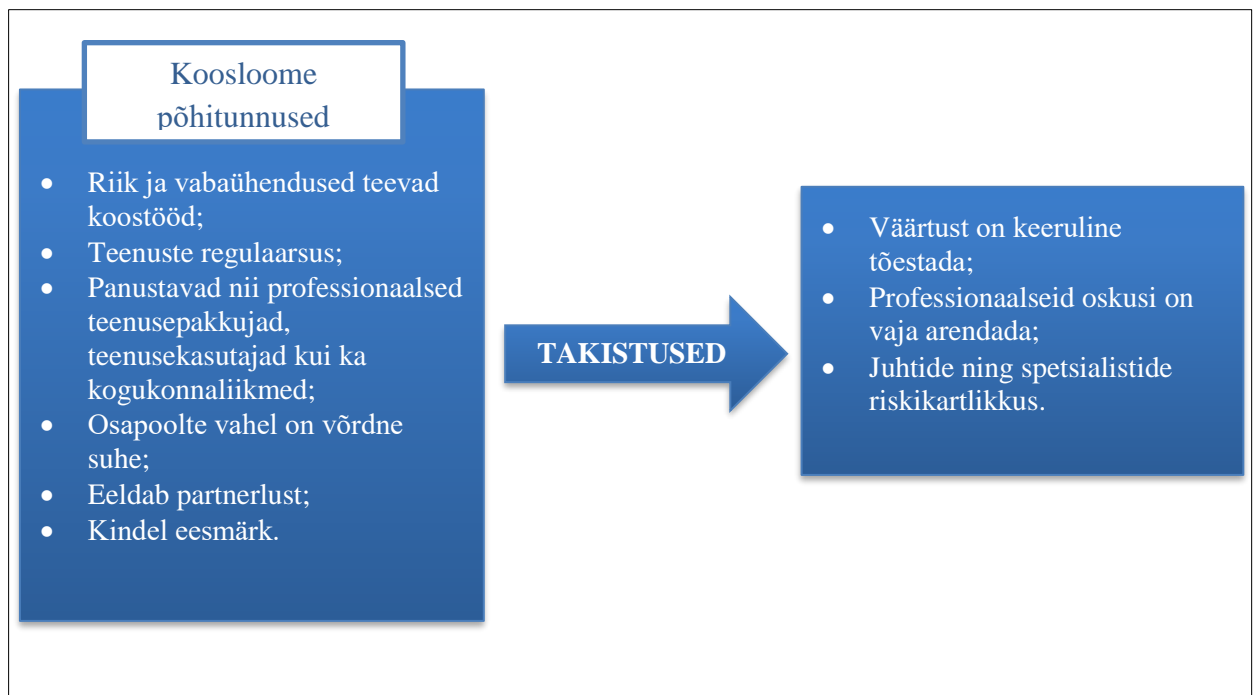 Koosloome
põhitunnused
• Riik ja vabaühendused teevad
koostööd;
• Teenuste regulaarsus;
• Panustavad nii professionaalsed
teenusepakkujad,
teenusekasutajad kui ka
kogukonnaliikmed;
• Osapoolte vahel on võrdne
suhe;
• Eeldab partnerlust;
• Kindel eesmärk.
TAKISTUSED
• Väärtust on keeruline
tõestada;
• Professionaalseid oskusi on
vaja arendada;
• Juhtide ning spetsialistide
riskikartlikkus.